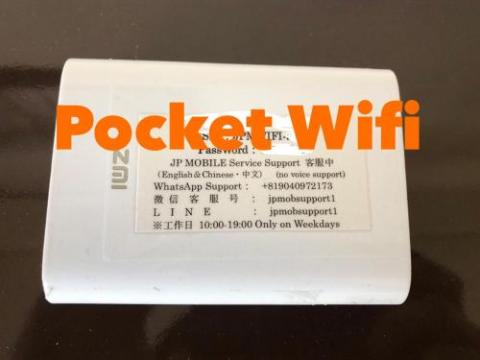 Pocket Wifi
ZMI
Password :
JP MOBILE Service Support 客服中
(English&Chinese・中文) (no voice support)
WhatsApp Support : +819040972173
微信客服号 : jpmobsupport1
L I N E : jpmobsupport1
※工作日 10:00-19:00 Only on Weekdays